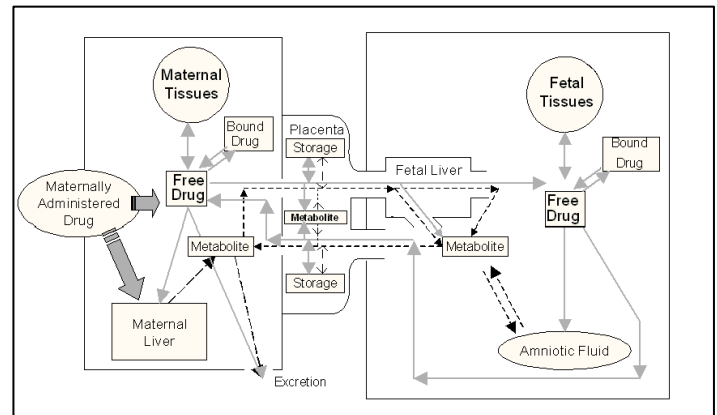 Maternal
Tissues
Bound
Drug
Free
Drug
Maternally
Administered
Drug
Metabolite
Maternal
Liver
Excretion
Placenta
Storage
Metabolite
Storage
Fetal Liver
Fetal
Tissues
Bound
Drug
Free
Drug
Metabolite
Amniotic Fluid